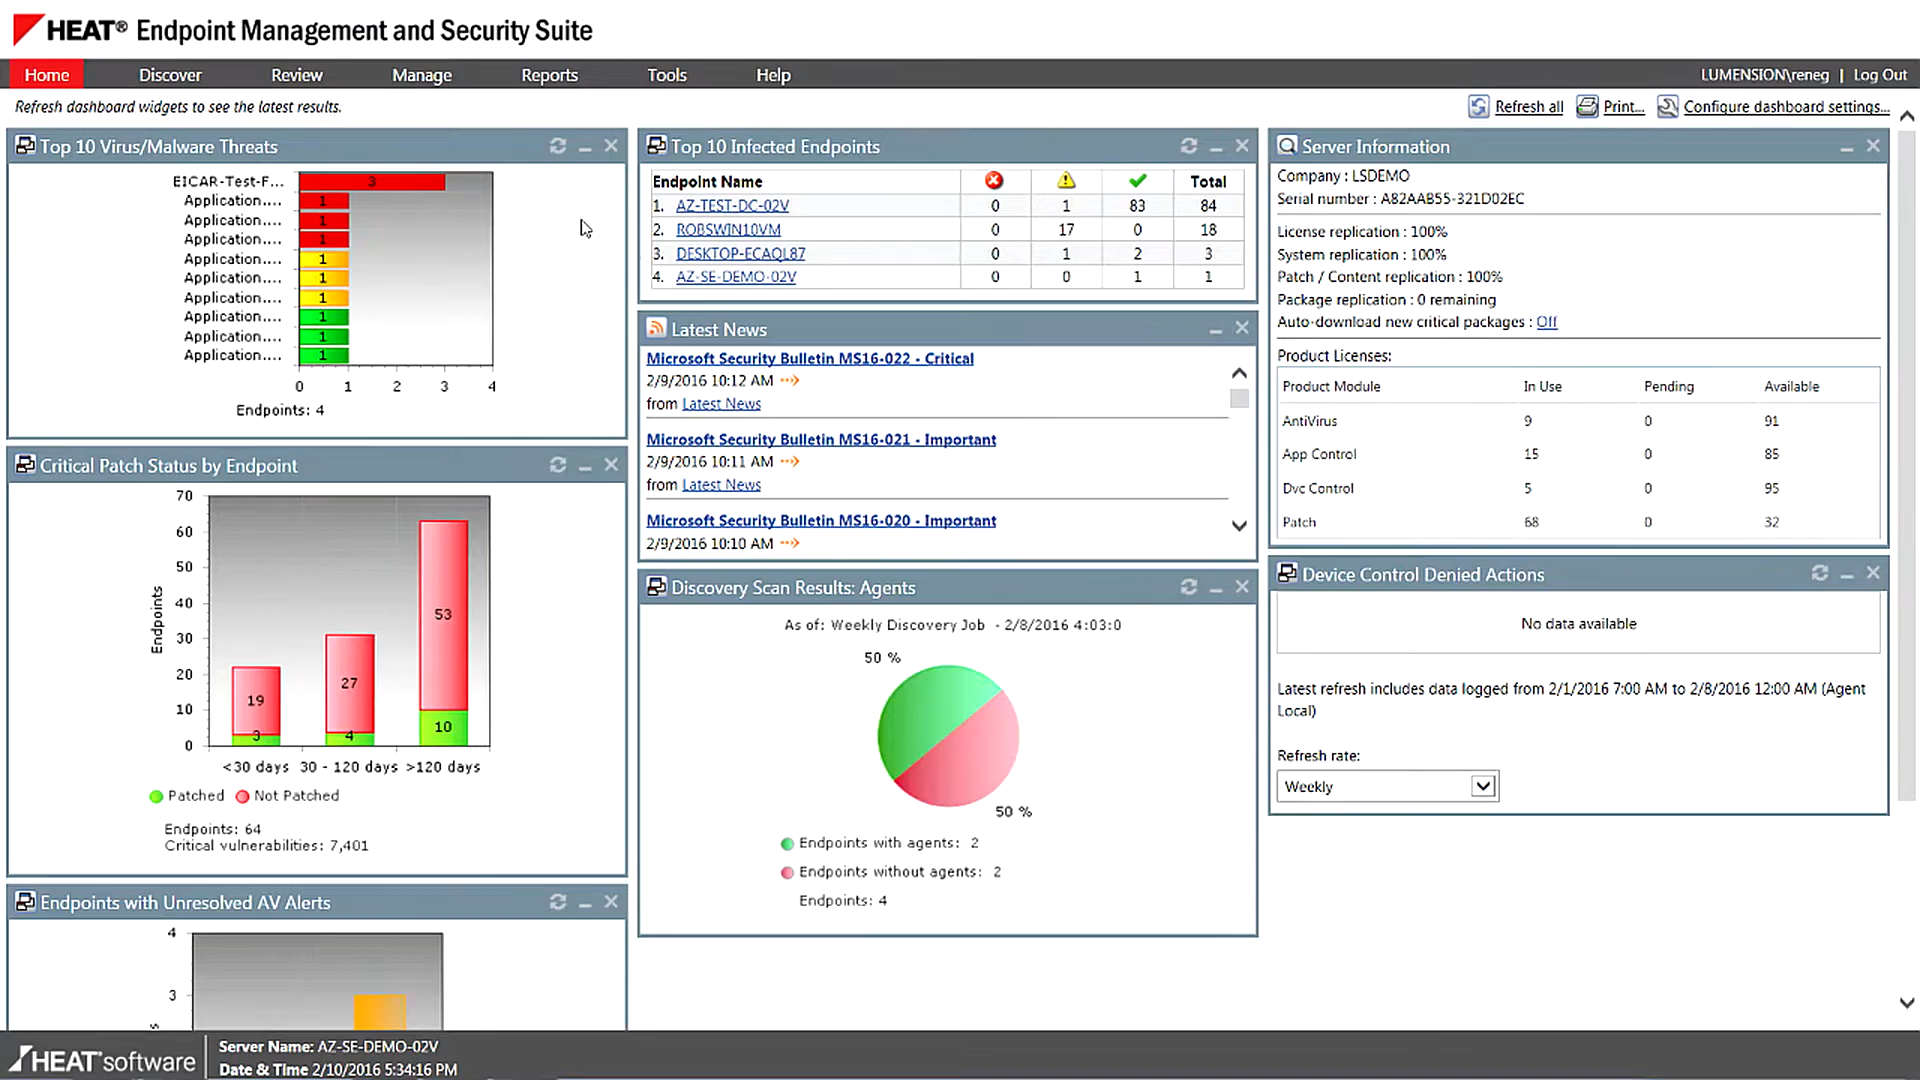 HEAT® Endpoint Management and Security Suite
Home Discover Review Manage Reports Tools Help LUMENSION\reneg | Log Out
Refresh dashboard widgets to see the latest results. Refresh all Print... Configure dashboard settings...
Top 10 Virus/Malware Threats
EICAR-Test-F... 3
Application.... 1
Application.... 1
Application.... 1
Application.... 1
Application.... 1
Application.... 1
Application.... 1
Application.... 1
Application.... 1
0 1 2 3 4
Endpoints: 4
Critical Patch Status by Endpoint
Endpoints
70
60
50
40
30
20
10
0
19 27 53
3 4 10
<30 days 30 - 120 days >120 days
Patched Not Patched
Endpoints: 64
Critical vulnerabilities: 7,401
Endpoints with Unresolved AV Alerts
4
3
Top 10 Infected Endpoints
Endpoint Name Total
1. AZ-TEST-DC-02V 0 1 83 84
2. ROBSWIN10VM 0 17 0 18
3. DESKTOP-ECAQL87 0 1 2 3
4. AZ-SE-DEMO-02V 0 0 1 1
Latest News
Microsoft Security Bulletin MS16-022 - Critical
2/9/2016 10:12 AM
from Latest News
Microsoft Security Bulletin MS16-021 - Important
2/9/2016 10:11 AM
from Latest News
Microsoft Security Bulletin MS16-020 - Important
2/9/2016 10:10 AM
Discovery Scan Results: Agents
As of: Weekly Discovery Job - 2/8/2016 4:03:0
50 %
50 %
Endpoints with agents: 2
Endpoints without agents: 2
Endpoints: 4
Server Information
Company : LSDEMO
Serial number : A82AAB55-321D02EC
License replication : 100%
System replication : 100%
Patch / Content replication : 100%
Package replication : 0 remaining
Auto-download new critical packages : Off
Product Licenses:
Product Module In Use Pending Available
AntiVirus 9 0 91
App Control 15 0 85
Dvc Control 5 0 95
Patch 68 0 32
Device Control Denied Actions
No data available
Latest refresh includes data logged from 2/1/2016 7:00 AM to 2/8/2016 12:00 AM (Agent
Local)
Refresh rate:
Weekly
HEAT software
Server Name: AZ-SE-DEMO-02V
Date & Time 2/10/2016 5:34:16 PM